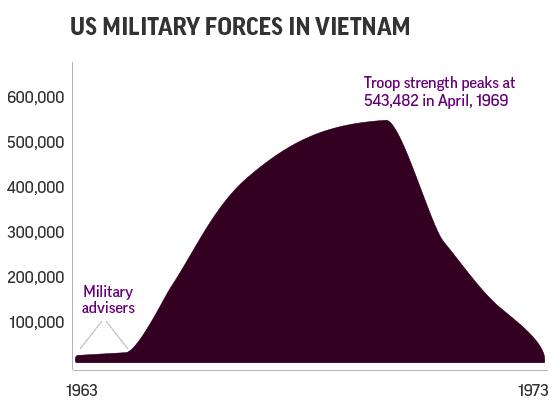 US MILITARY FORCES IN VIETNAM
Troop strength peaks at
543,482 in April, 1969
600,000
500,000
400,000
300,000
200,000
Military
advisers
100,000
1963
1973